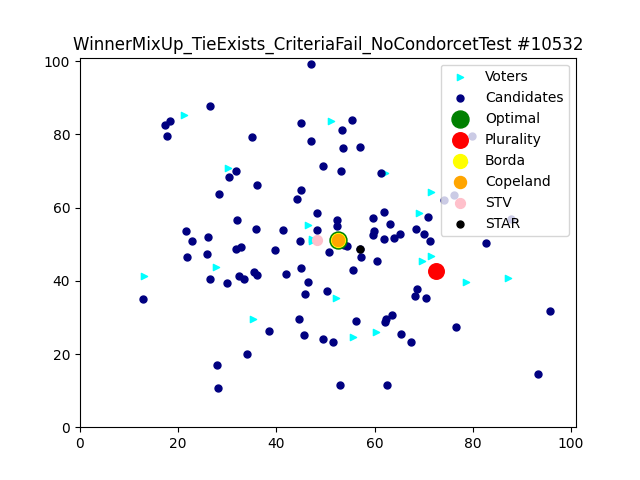 WinnerMixUp_TieExists_CriteriaFail_NoCondorcetTest #10532
100
80
60
40
20
0
0 20 40 60 80 100
Voters
Candidates
Optimal
Plurality
Borda
Copeland
STV
STAR